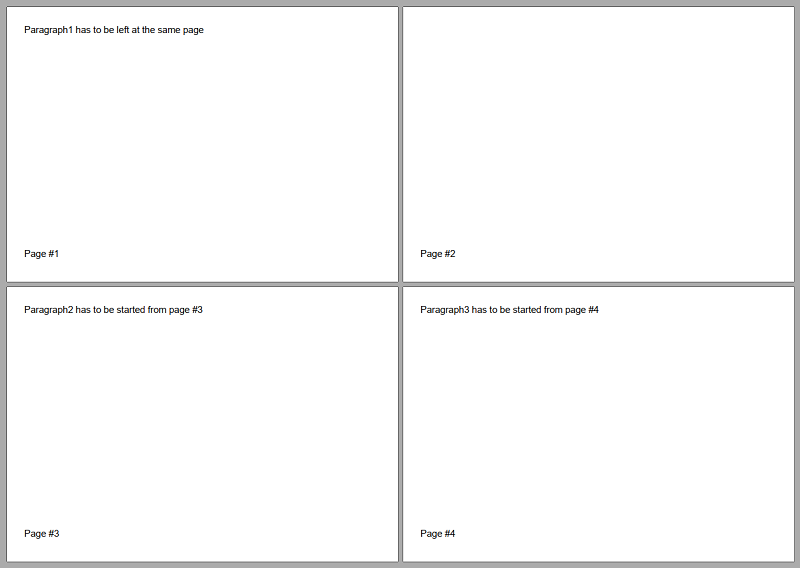 Paragraph1 has to be left at the same page
Page #1
Page #2
Paragraph2 has to be started from page #3
Page #3
Paragraph3 has to be started from page #4
Page #4